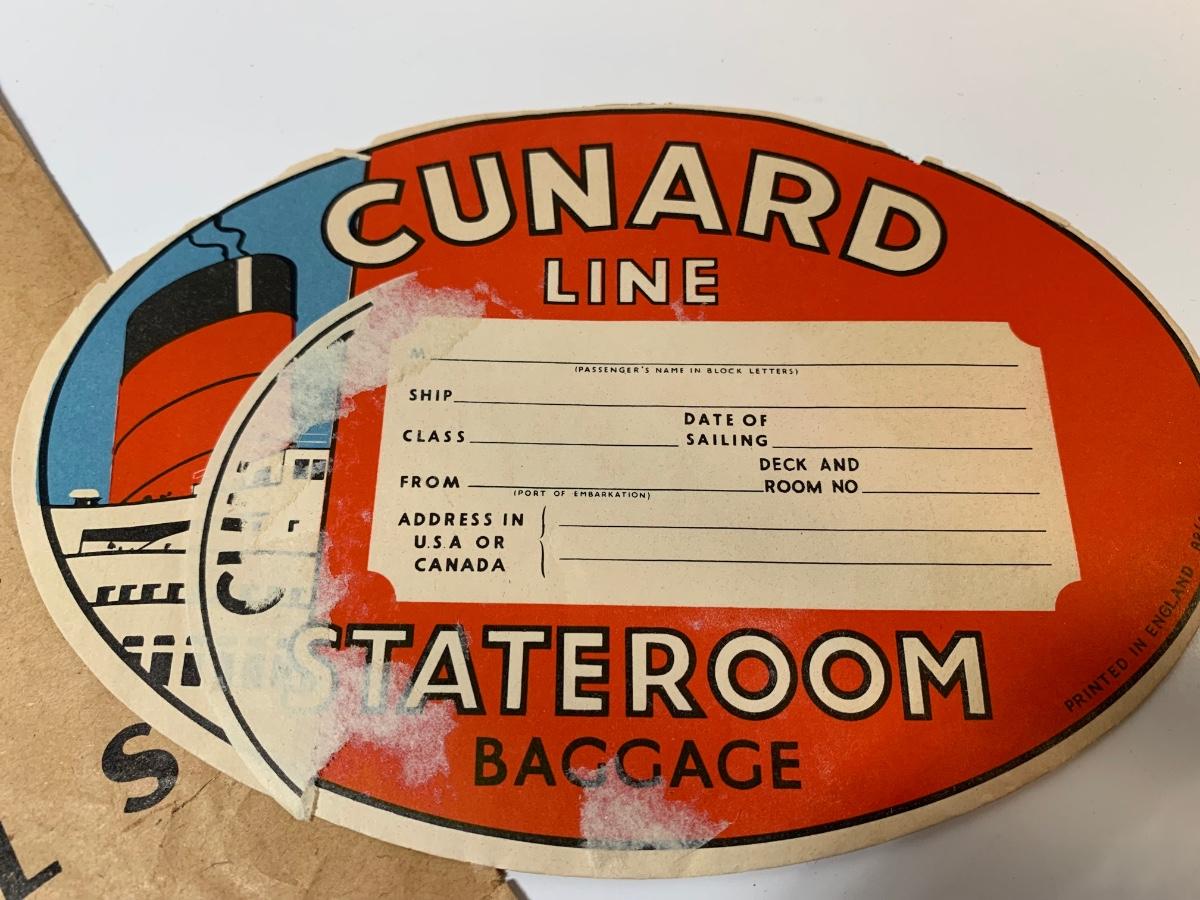 CUNARD
LINE
M
(PASSENGER'S NAME IN BLOCK LETTERS)
SHIP
CLASS
DATE OF
SAILING
FROM
(PORT OF EMBARKATION)
DECK AND
ROOM NO
ADDRESS IN
U.S.A OR
CANADA
STATEROOM
BAGGAGE
PRINTED IN ENGLAND
CUN
S
L